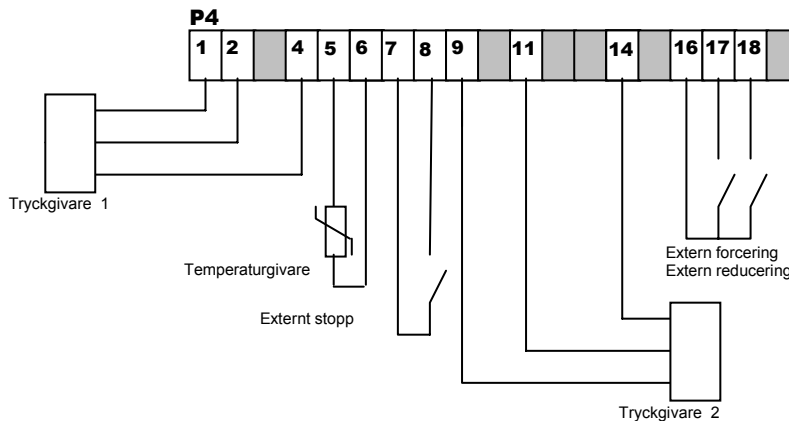 P4
1 2 4 5 6 7 8 9 11 14 16 17 18
Tryckgivare 1
Temperaturgivare
Externt stopp
Extern forcering
Extern reducering
Tryckgivare 2